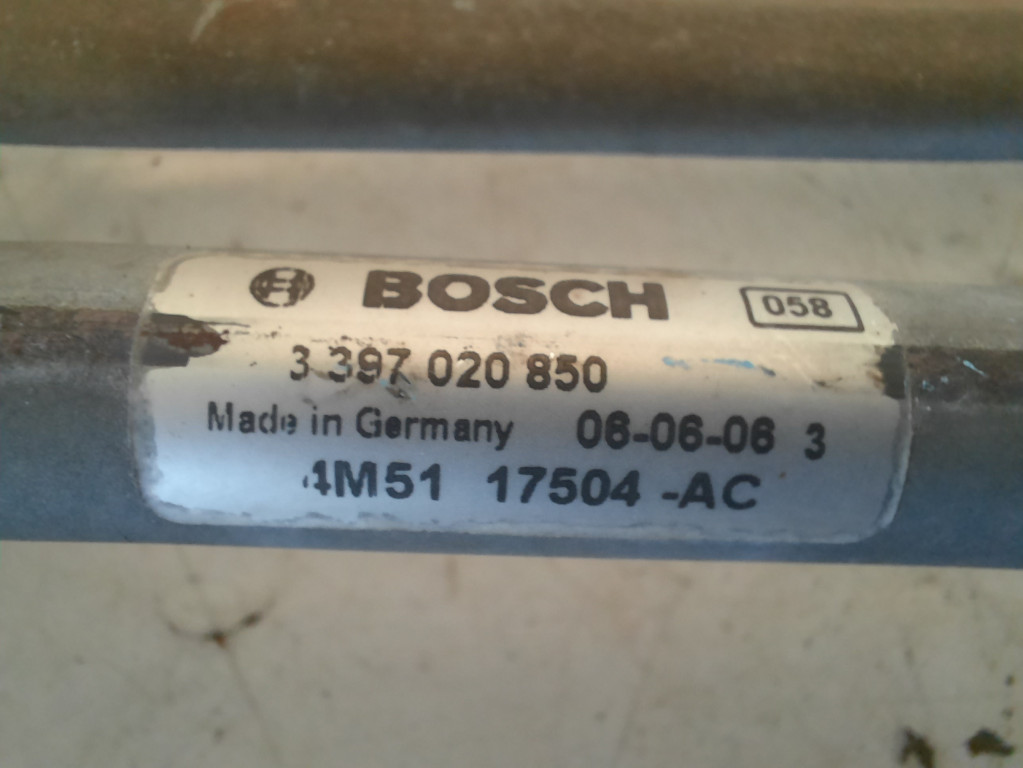 BOSCH 058
3 397 020 850
Made in Germany 06-06-06 3
4M51 17504 -AC